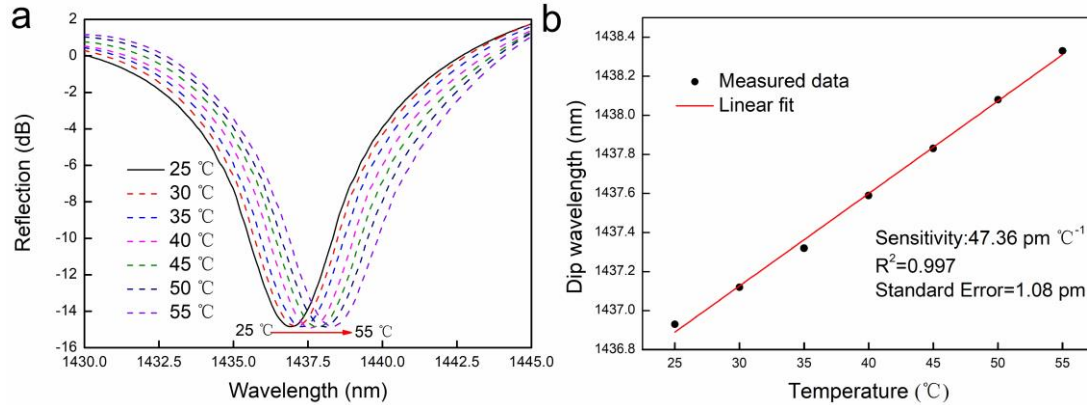 a
Reflection (dB)
2
0
-2
-4
-6
-8
-10
-12
-14
-16
25 ℃
30 ℃
35 ℃
40 ℃
45 ℃
50 ℃
55 ℃
25 ℃
55 ℃
1430.0 1432.5 1435.0 1437.5 1440.0 1442.5 1445.0
Wavelength (nm)
b
Dip wavelength (nm)
1438.4
1438.2
1438.0
1437.8
1437.6
1437.4
1437.2
1437.0
1436.8
Measured data
Linear fit
Sensitivity:47.36 pm ℃⁻¹
R²=0.997
Standard Error=1.08 pm
25 30 35 40 45 50 55
Temperature (℃)